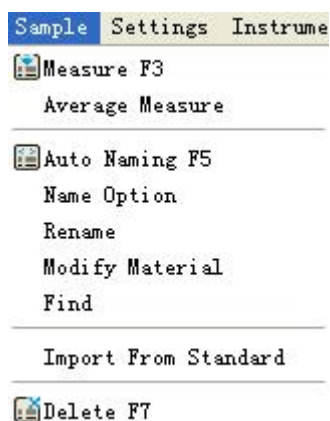 Sample Settings Instrume
Measure F3
Average Measure
Auto Naming F5
Name Option
Rename
Modify Material
Find
Import From Standard
Delete F7